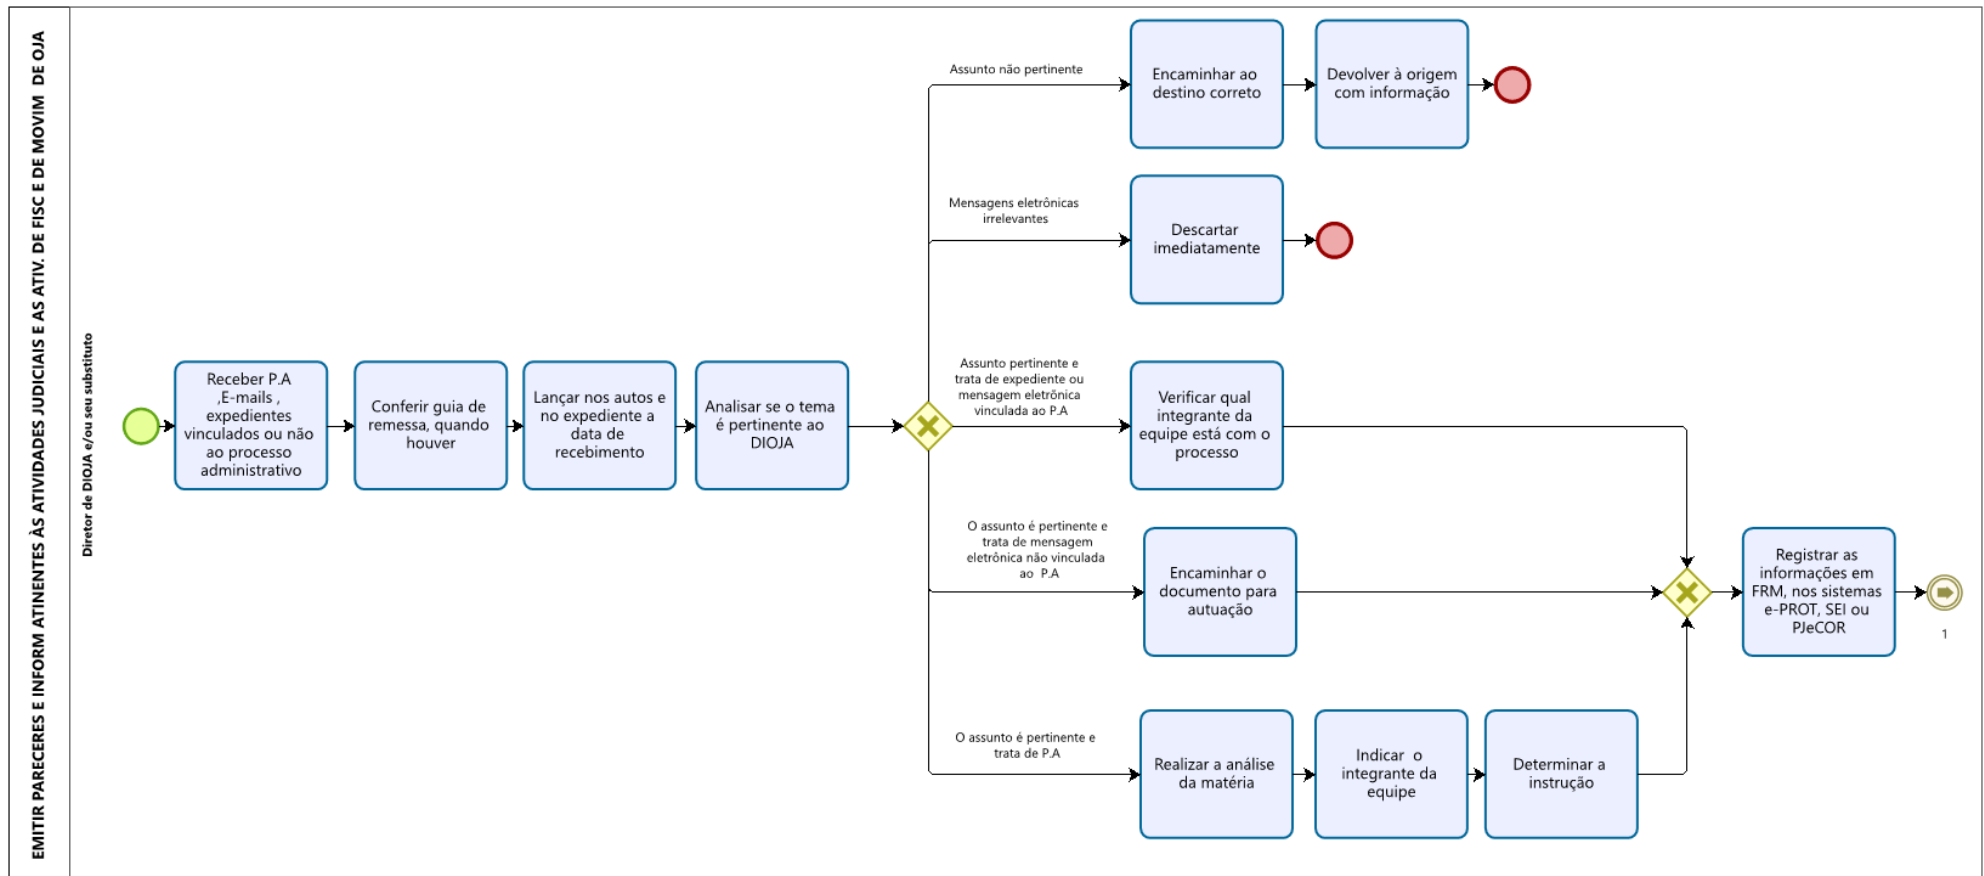 EMITIR PARECERES E INFORM ATINENTES ÀS ATIVIDADES JUDICIAIS E AS ATIV. DE FISC E DE MOVIM  DE OJA
Diretor de DIOJA e/ou seu substituto
Receber P.A
,E-mails ,
expedientes
vinculados ou não
ao processo
administrativo
Conferir guia de
remessa, quando
houver
Lançar nos autos e
no expediente a
data de
recebimento
Analisar se o tema
é pertinente ao
DIOJA
Assunto não pertinente
Encaminhar ao
destino correto
Devolver à origem
com informação
Mensagens eletrônicas
irrelevantes
Descartar
imediatamente
Assunto pertinente e
trata de expediente ou
mensagem eletrônica
vinculada ao P.A
Verificar qual
integrante da
equipe está com o
processo
O assunto é pertinente e
trata de mensagem
eletrônica não vinculada
ao  P.A
Encaminhar o
documento para
autuação
O assunto é pertinente e
trata de P.A
Realizar a análise
da matéria
Indicar  o
integrante da
equipe
Determinar a
instrução
Registrar as
informações em
FRM, nos sistemas
e-PROT, SEI ou
PJeCOR
1